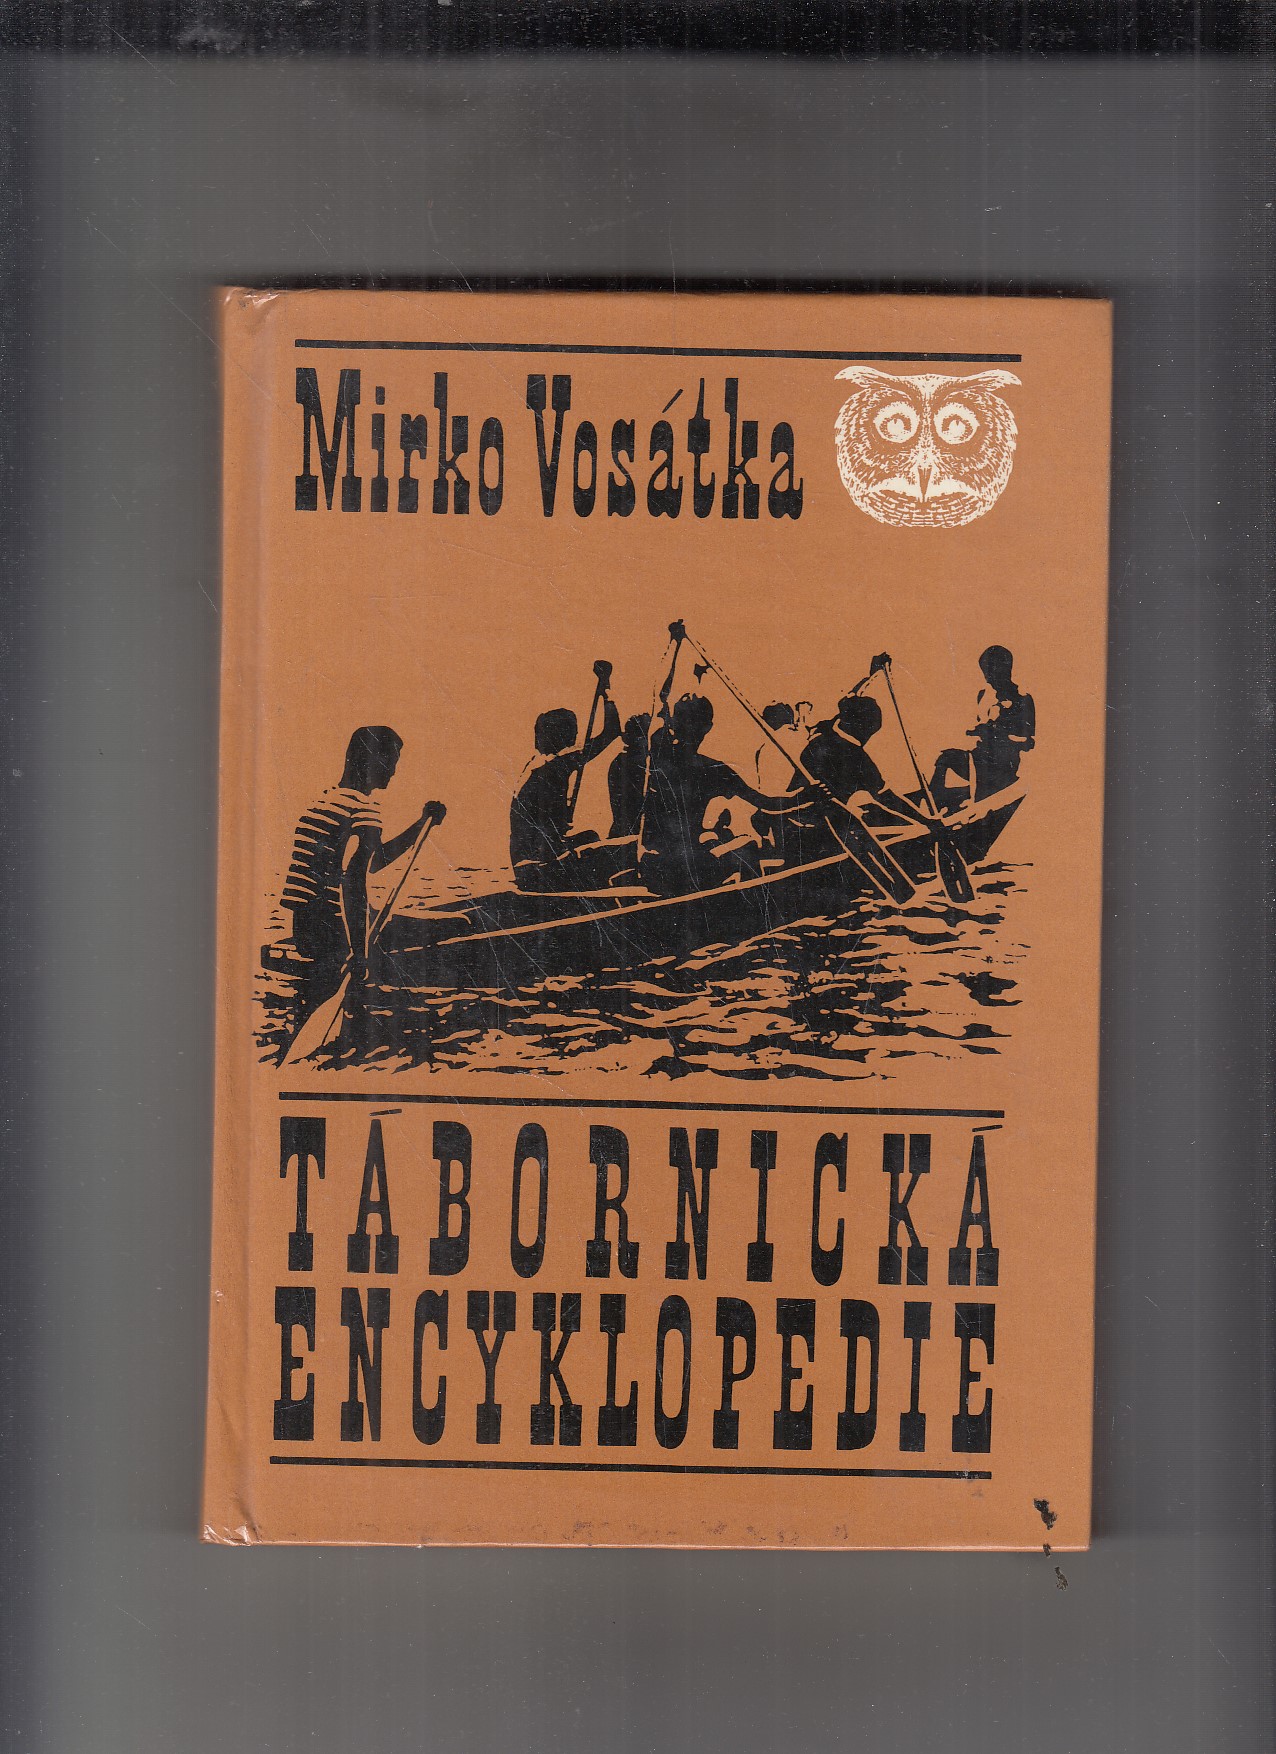 Mirko Vosátka
TÁBORNICKÁ
ENCYKLOPEDIE